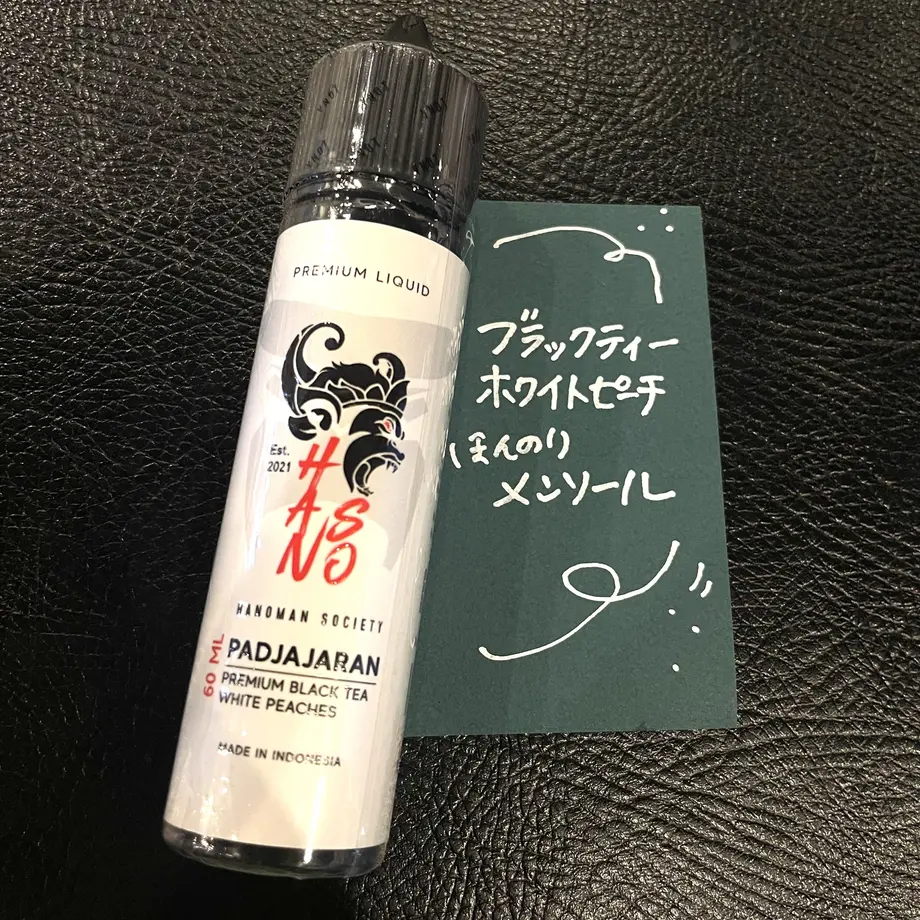 PREMIUM LIQUID
Est.
2021
HASNO
HANOMAN SOCIETY
60 ML
PADJAJARAN
PREMIUM BLACK TEA
WHITE PEACHES
MADE IN INDONESIA
ブラックティー
ホワイトピーチ
ほんのり
メンソール